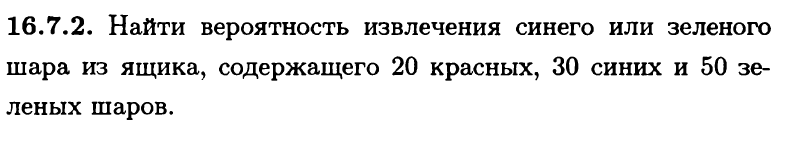 16.7.2. Найти вероятность извлечения синего или зеленого
шара из ящика, содержащего 20 красных, 30 синих и 50 зе-
леных шаров.